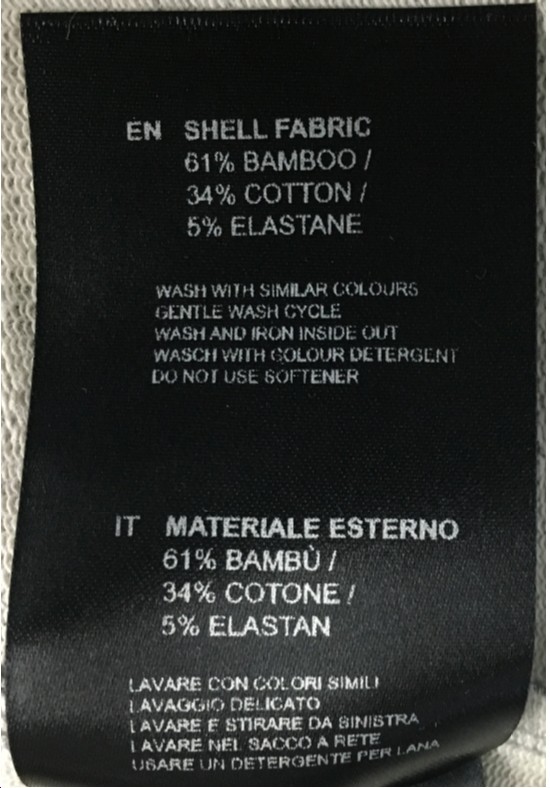 EN SHELL FABRIC
61% BAMBOO /
34% COTTON /
5% ELASTANE
WASH WITH SIMILAR COLOURS
GENTLE WASH CYCLE
WASH AND IRON INSIDE OUT
WASCH WITH COLOUR DETERGENT
DO NOT USE SOFTENER
IT MATERIALE ESTERNO
61% BAMBÙ /
34% COTONE /
5% ELASTAN
LAVARE CON COLORI SIMILI
LAVAGGIO DELICATO
LAVARE E STIRARE DA SINISTRA
LAVARE NEL SACCO A RETE
USARE UN DETERGENTE PER LANA